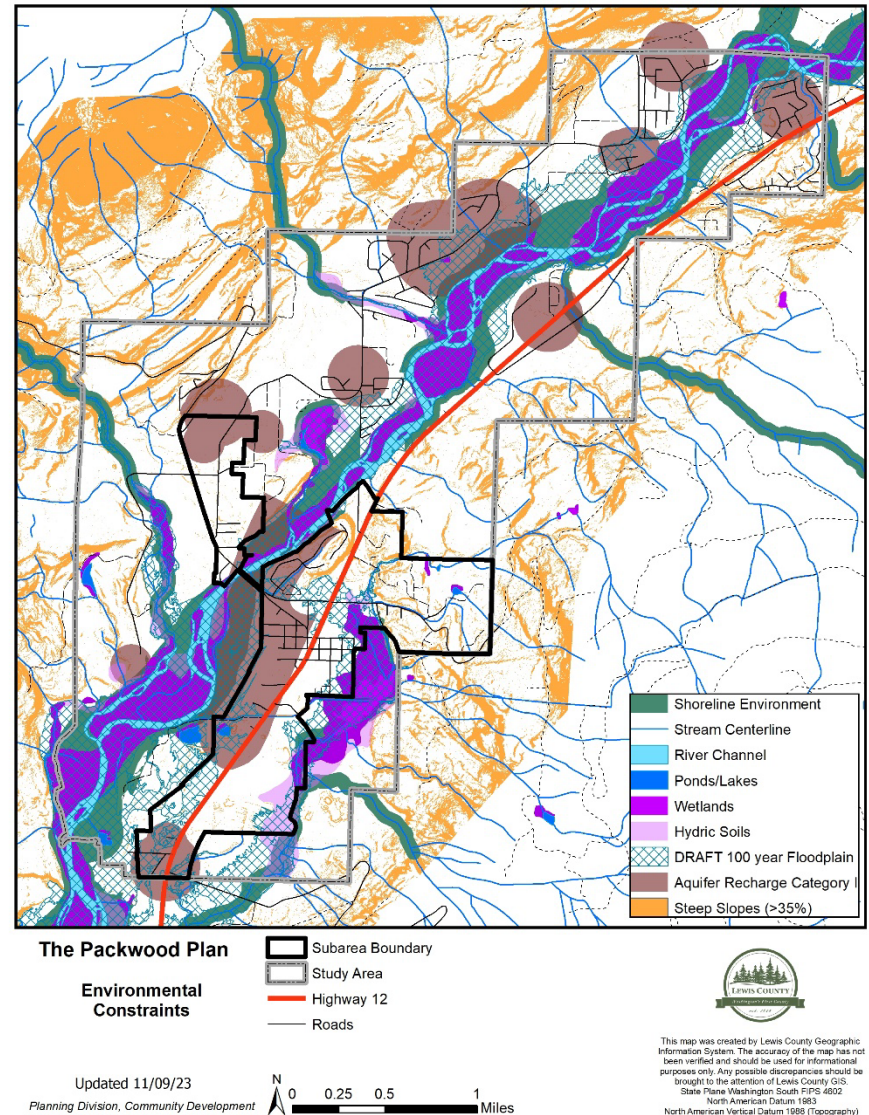 Shoreline Environment
Stream Centerline
River Channel
Ponds/Lakes
Wetlands
Hydric Soils
DRAFT 100 year Floodplain
Aquifer Recharge Category I
Steep Slopes (>35%)
The Packwood Plan
Environmental
Constraints
Subarea Boundary
Study Area
Highway 12
Roads
LEWIS COUNTY
Updated 11/09/23
Planning Division, Community Development
N
0 0.25 0.5 1
Miles
This map was created by Lewis County Geographic
Information System. The accuracy of the map has not
been verified and should be used for informational
purposes only. Any possible discrepancies should be
brought to the attention of Lewis County GIS.
State Plane Washington South FIPS 4602
North American Datum 1983
North American Vertical Datum 1988 (Topography)